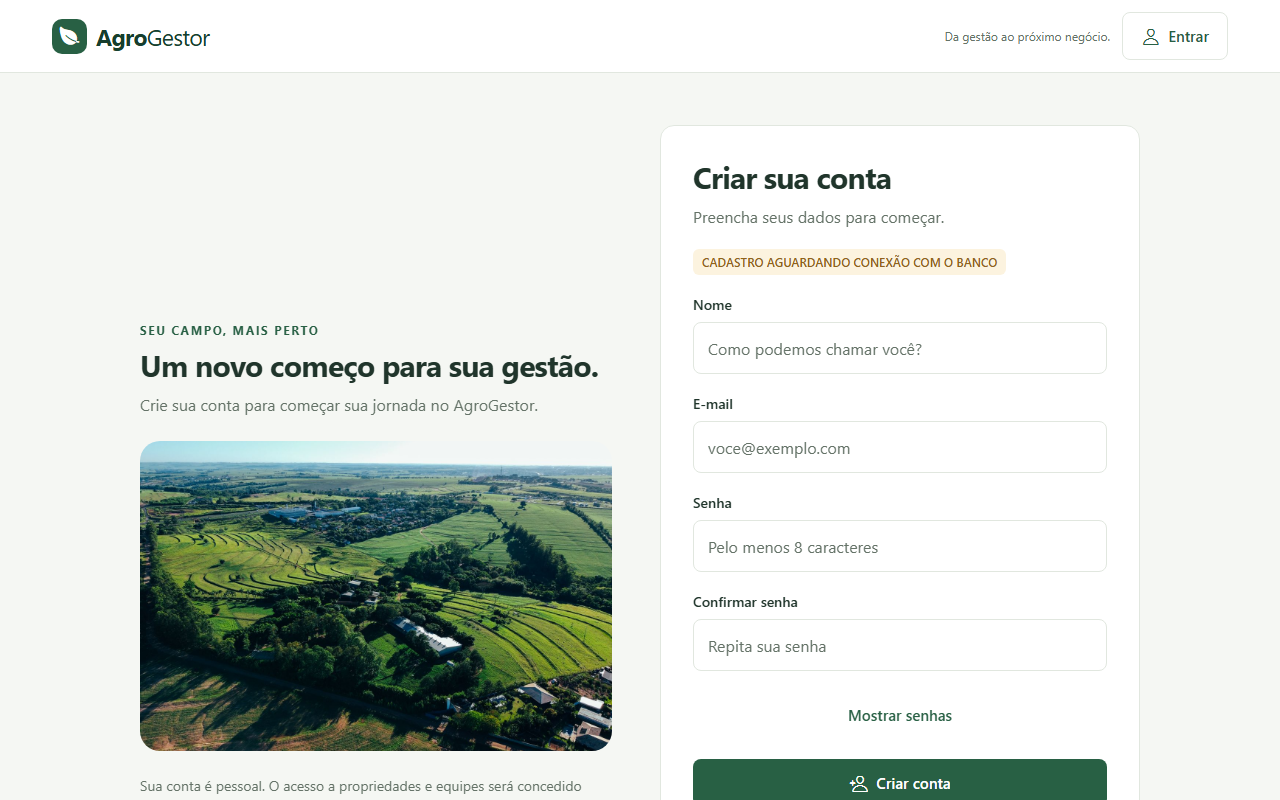 AgroGestor
Da gestão ao próximo negócio.
Entrar
SEU CAMPO, MAIS PERTO
Um novo começo para sua gestão.
Crie sua conta para começar sua jornada no AgroGestor.
Sua conta é pessoal. O acesso a propriedades e equipes será concedido
Criar sua conta
Preencha seus dados para começar.
CADASTRO AGUARDANDO CONEXÃO COM O BANCO
Nome
Como podemos chamar você?
E-mail
voce@exemplo.com
Senha
Pelo menos 8 caracteres
Confirmar senha
Repita sua senha
Mostrar senhas
Criar conta